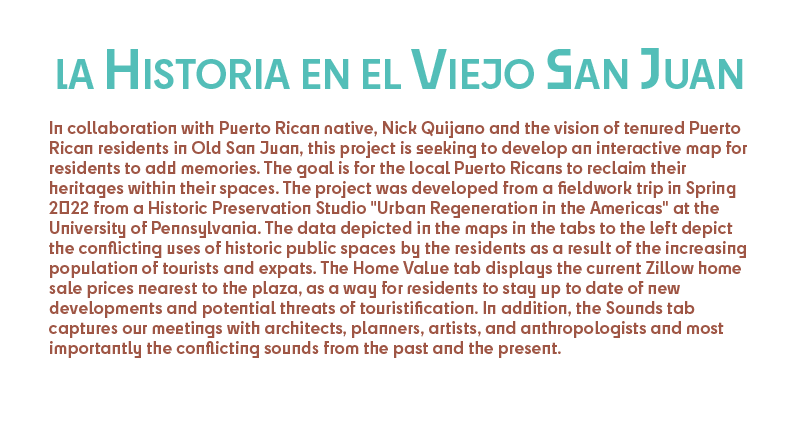 la Historia en el Viejo San Juan
In collaboration with Puerto Rican native, Nick Quijano and the vision of tenured Puerto
Rican residents in Old San Juan, this project is seeking to develop an interactive map for
residents to add memories. The goal is for the local Puerto Ricans to reclaim their
heritages within their spaces. The project was developed from a fieldwork trip in Spring
2022 from a Historic Preservation Studio "Urban Regeneration in the Americas" at the
University of Pennsylvania. The data depicted in the maps in the tabs to the left depict
the conflicting uses of historic public spaces by the residents as a result of the increasing
population of tourists and expats. The Home Value tab displays the current Zillow home
sale prices nearest to the plaza, as a way for residents to stay up to date of new
developments and potential threats of touristification. In addition, the Sounds tab
captures our meetings with architects, planners, artists, and anthropologists and most
importantly the conflicting sounds from the past and the present.